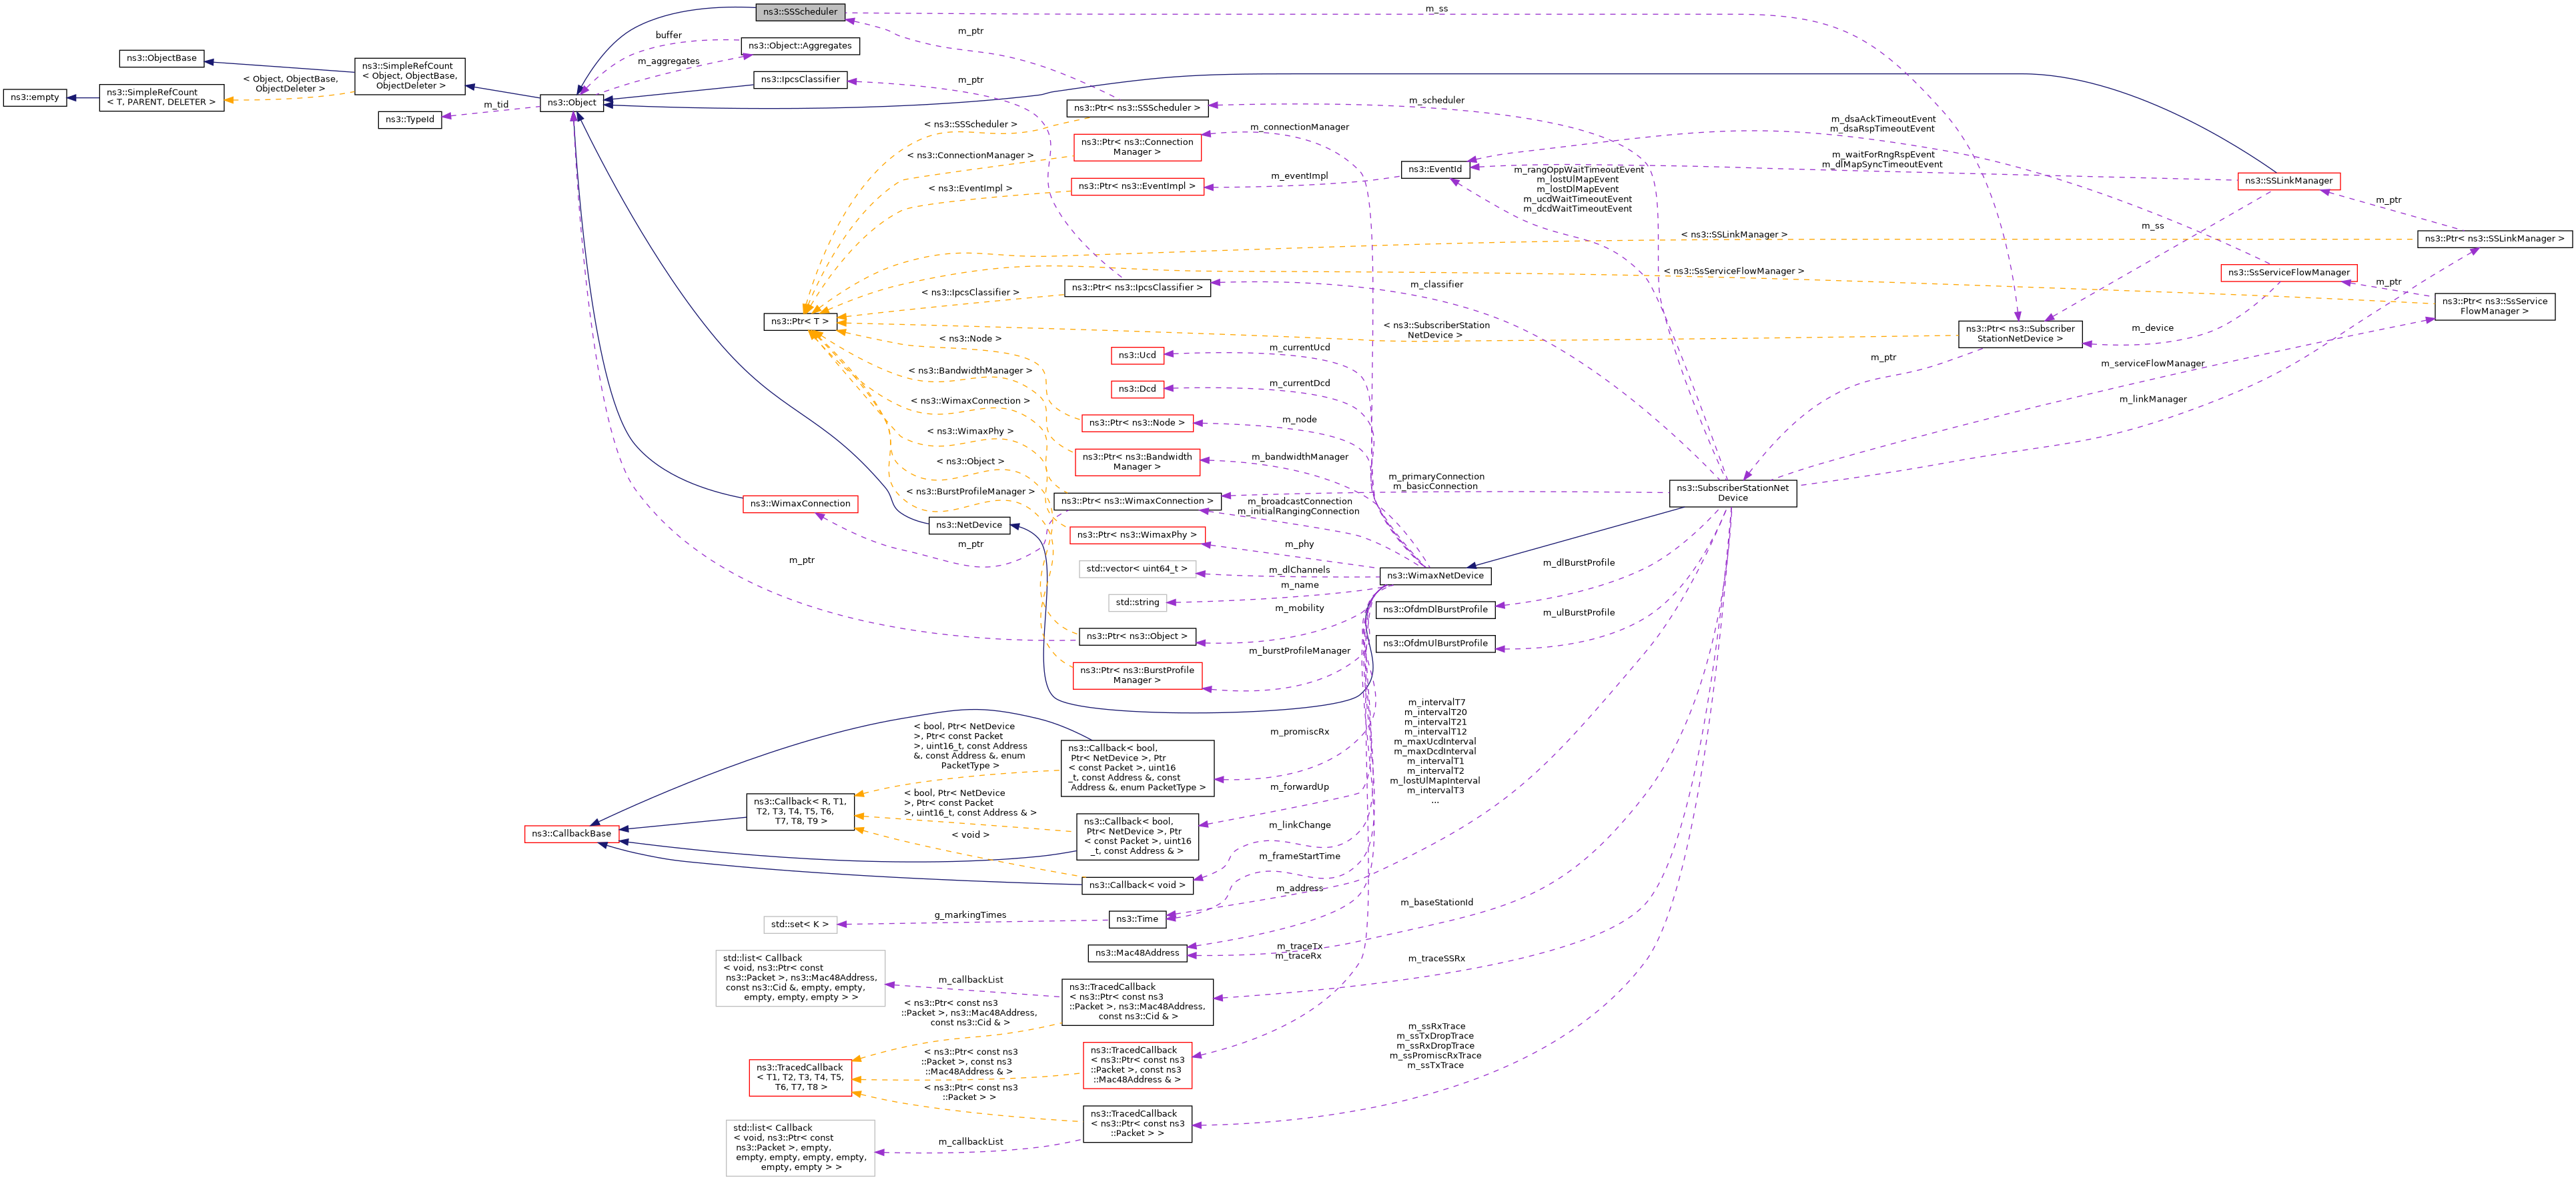 ns3::SSScheduler
m_ss
buffer
m_ptr
ns3::Object::Aggregates
ns3::ObjectBase
ns3::SimpleRefCount
< Object, ObjectBase,
ObjectDeleter >
m_aggregates
ns3::IpcsClassifier
m_ptr
< Object, ObjectBase,
ObjectDeleter >
ns3::empty
ns3::SimpleRefCount
< T, PARENT, DELETER >
m_tid
ns3::Object
ns3::TypeId
ns3::Ptr< ns3::SSScheduler >
m_scheduler
< ns3::SSScheduler >
m_connectionManager
ns3::Ptr< ns3::Connection
Manager >
< ns3::ConnectionManager >
m_dsaAckTimeoutEvent
m_dsaRspTimeoutEvent
m_waitForRngRspEvent
m_dlMapSyncTimeoutEvent
ns3::EventId
m_rangOppWaitTimeoutEvent
m_lostUlMapEvent
m_lostDlMapEvent
m_ucdWaitTimeoutEvent
m_dcdWaitTimeoutEvent
m_eventImpl
ns3::Ptr< ns3::EventImpl >
< ns3::EventImpl >
ns3::SSLinkManager
m_ptr
m_ss
< ns3::SSLinkManager >
ns3::Ptr< ns3::SSLinkManager >
< ns3::SsServiceFlowManager >
ns3::SsServiceFlowManager
m_ptr
ns3::Ptr< ns3::SsService
FlowManager >
ns3::Ptr< ns3::IpcsClassifier >
m_classifier
< ns3::IpcsClassifier >
ns3::Ptr< T >
< ns3::SubscriberStation
NetDevice >
ns3::Ptr< ns3::Subscriber
StationNetDevice >
m_device
< ns3::Node >
ns3::Ucd
m_currentUcd
m_ptr
m_serviceFlowManager
< ns3::BandwidthManager >
ns3::Dcd
m_currentDcd
< ns3::WimaxConnection >
m_linkManager
ns3::Ptr< ns3::Node >
m_node
< ns3::WimaxPhy >
ns3::Ptr< ns3::Bandwidth
Manager >
m_bandwidthManager
< ns3::Object >
m_primaryConnection
m_basicConnection
ns3::SubscriberStationNet
Device
< ns3::BurstProfileManager >
ns3::Ptr< ns3::WimaxConnection >
m_broadcastConnection
m_initialRangingConnection
ns3::WimaxConnection
ns3::NetDevice
ns3::Ptr< ns3::WimaxPhy >
m_phy
m_ptr
m_ptr
std::vector< uint64_t >
m_dlChannels
ns3::WimaxNetDevice
m_dlBurstProfile
m_name
std::string
m_mobility
ns3::OfdmDlBurstProfile
m_ulBurstProfile
ns3::Ptr< ns3::Object >
ns3::OfdmUlBurstProfile
m_burstProfileManager
ns3::Ptr< ns3::BurstProfile
Manager >
m_intervalT7
m_intervalT20
m_intervalT21
m_intervalT12
m_maxUcdInterval
m_maxDcdInterval
m_intervalT1
m_intervalT2
m_lostUlMapInterval
m_intervalT3
...
< bool, Ptr< NetDevice
>, Ptr< const Packet
>, uint16_t, const Address
&, const Address &, enum
PacketType >
m_promiscRx
ns3::Callback< bool,
Ptr< NetDevice >, Ptr
< const Packet >, uint16
_t, const Address &, const
Address &, enum PacketType >
m_forwardUp
< bool, Ptr< NetDevice
>, Ptr< const Packet
>, uint16_t, const Address & >
ns3::Callback< R, T1,
T2, T3, T4, T5, T6,
T7, T8, T9 >
ns3::CallbackBase
ns3::Callback< bool,
Ptr< NetDevice >, Ptr
< const Packet >, uint16
_t, const Address & >
m_linkChange
< void >
m_frameStartTime
ns3::Callback< void >
m_address
m_baseStationId
g_markingTimes
std::set< K >
ns3::Time
m_traceTx
m_traceRx
ns3::Mac48Address
m_traceSSRx
std::list< Callback
< void, ns3::Ptr< const
ns3::Packet >, ns3::Mac48Address,
const ns3::Cid &, empty, empty,
empty, empty, empty > >
m_callbackList
ns3::TracedCallback
< ns3::Ptr< const ns3
::Packet >, ns3::Mac48Address,
const ns3::Cid & >
< ns3::Ptr< const ns3
::Packet >, ns3::Mac48Address,
const ns3::Cid & >
m_ssRxTrace
m_ssTxDropTrace
m_ssRxDropTrace
m_ssPromiscRxTrace
m_ssTxTrace
< ns3::Ptr< const ns3
::Packet >, const ns3
::Mac48Address & >
ns3::TracedCallback
< ns3::Ptr< const ns3
::Packet >, const ns3
::Mac48Address & >
ns3::TracedCallback
< T1, T2, T3, T4, T5,
T6, T7, T8 >
< ns3::Ptr< const ns3
::Packet > >
ns3::TracedCallback
< ns3::Ptr< const ns3
::Packet > >
m_callbackList
std::list< Callback
< void, ns3::Ptr< const
ns3::Packet >, empty,
empty, empty, empty, empty,
empty, empty > >